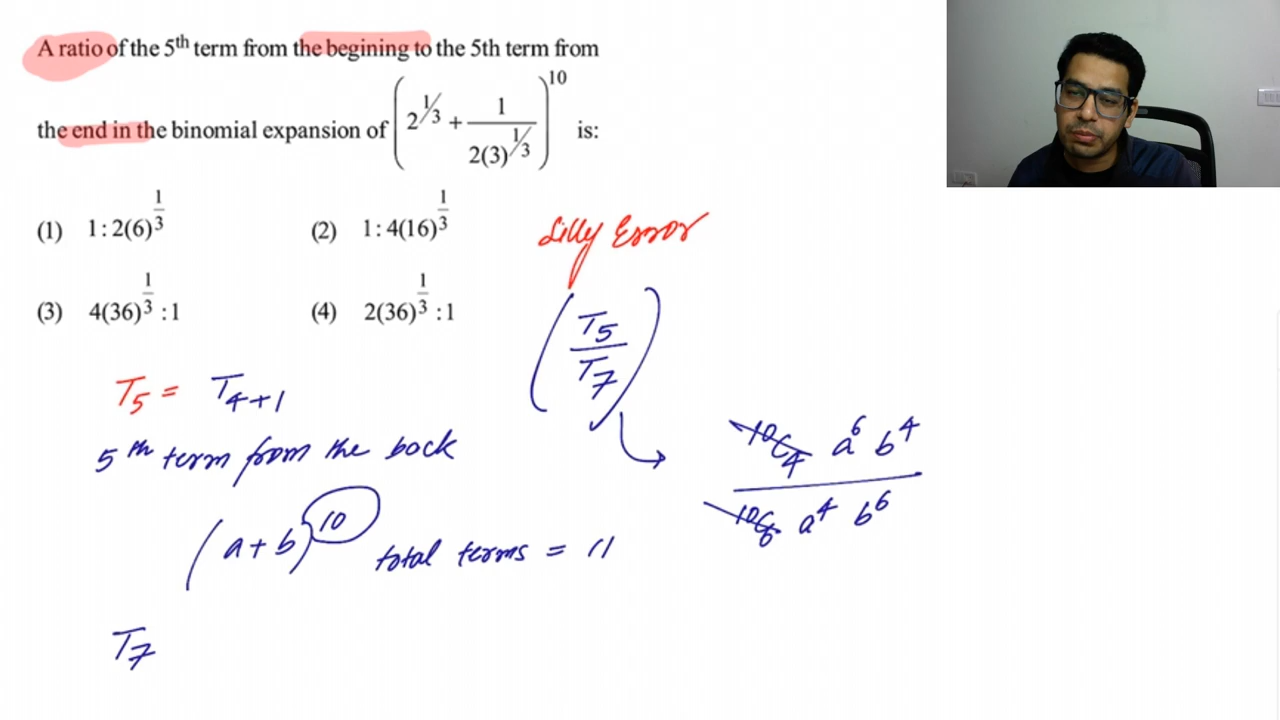 A ratio of the 5th term from the begining to the 5th term from
the end in the binomial expansion of (2^{1/3} + 1/(2(3)^{1/3}))^{10} is:
(1) 1 : 2(6)^{1/3} (2) 1 : 4(16)^{1/3}
(3) 4(36)^{1/3} : 1 (4) 2(36)^{1/3} : 1
Silly Error
(T5/T7)
T5 = T4+1
5th term from the back
10C4 a^6 b^4
10C6 a^4 b^6
(a+b)^10 total terms = 11
T7